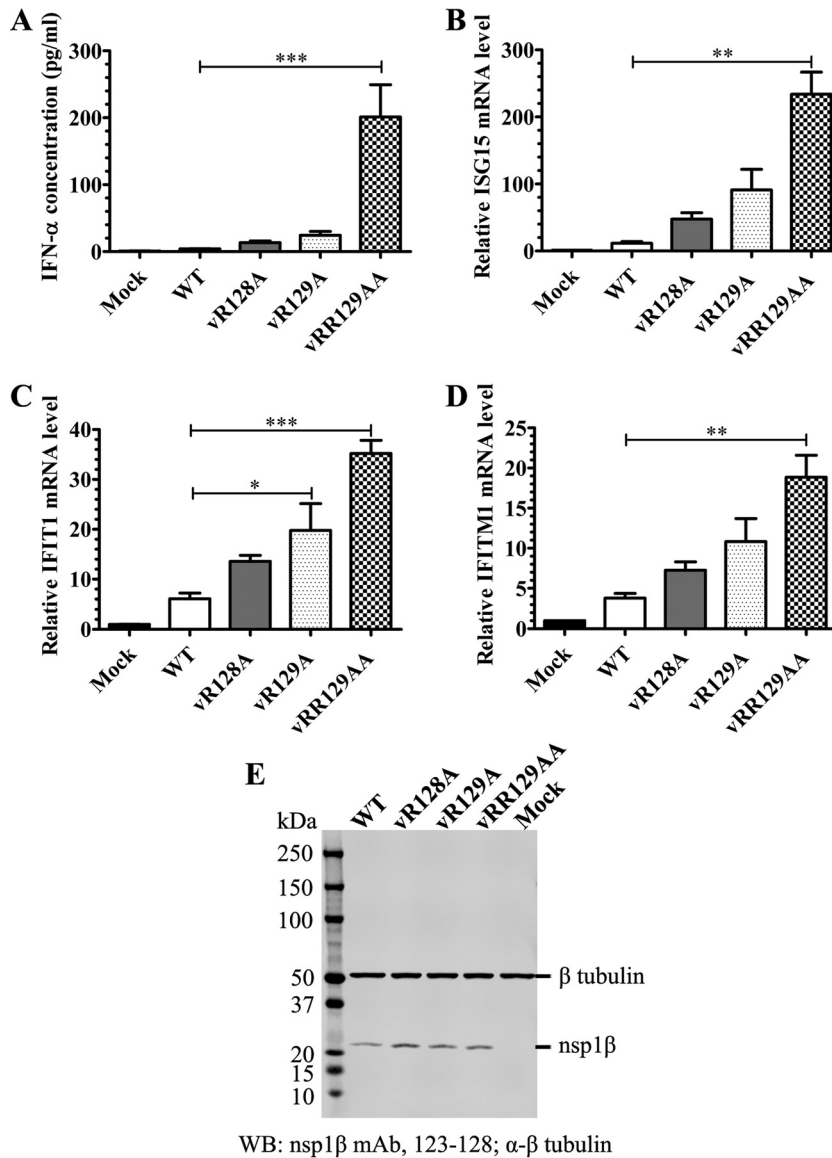 A
IFN-α concentration (pg/ml)
300
200
100
0
***
Mock
WT
vR128A
vR129A
vRR129AA
B
Relative ISG15 mRNA level
300
200
100
0
**
Mock
WT
vR128A
vR129A
vRR129AA
C
Relative IFIT1 mRNA level
40
30
20
10
0
***
*
Mock
WT
vR128A
vR129A
vRR129AA
D
Relative IFITM1 mRNA level
25
20
15
10
5
0
**
Mock
WT
vR128A
vR129A
vRR129AA
E
kDa
WT
vR128A
vR129A
vRR129AA
Mock
250
150
100
50
37
20
15
10
β tubulin
nsp1β
WB: nsp1β mAb, 123-128; α-β tubulin